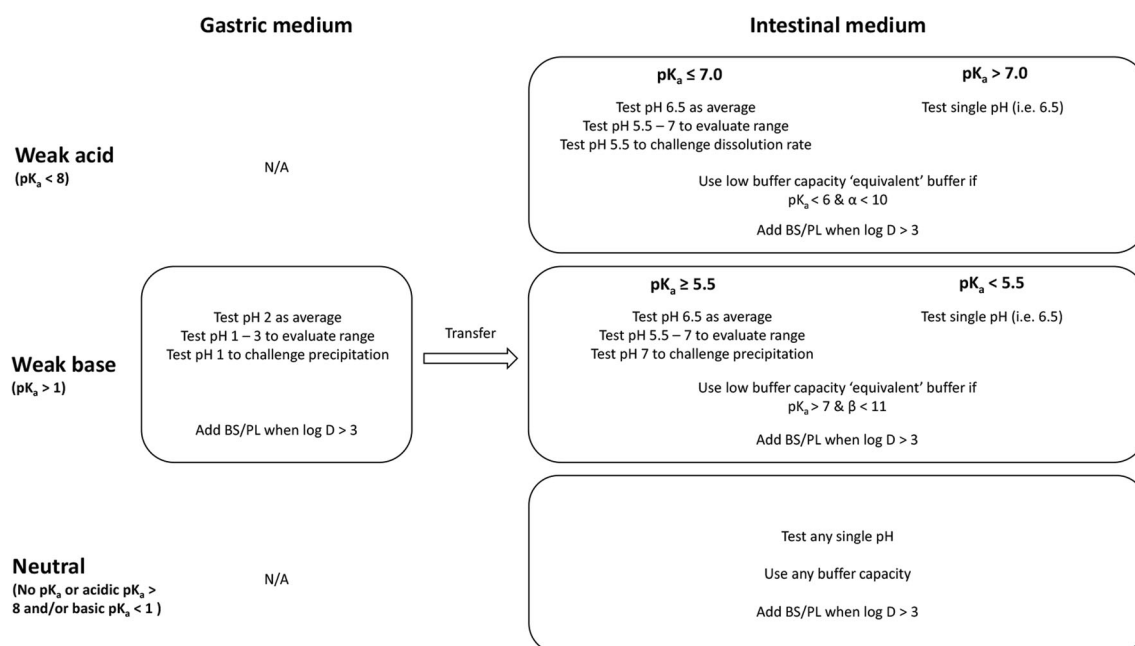 Gastric medium
Intestinal medium
Weak acid
(pKa < 8)
N/A
pKa ≤ 7.0
Test pH 6.5 as average
Test pH 5.5 – 7 to evaluate range
Test pH 5.5 to challenge dissolution rate
pKa > 7.0
Test single pH (i.e. 6.5)
Use low buffer capacity ‘equivalent’ buffer if
pKa < 6 & α < 10
Add BS/PL when log D > 3
Weak base
(pKa > 1)
Test pH 2 as average
Test pH 1 – 3 to evaluate range
Test pH 1 to challenge precipitation
Add BS/PL when log D > 3
Transfer
pKa ≥ 5.5
Test pH 6.5 as average
Test pH 5.5 – 7 to evaluate range
Test pH 7 to challenge precipitation
pKa < 5.5
Test single pH (i.e. 6.5)
Use low buffer capacity ‘equivalent’ buffer if
pKa > 7 & β < 11
Add BS/PL when log D > 3
Neutral
(No pKa or acidic pKa >
8 and/or basic pKa < 1 )
N/A
Test any single pH
Use any buffer capacity
Add BS/PL when log D > 3